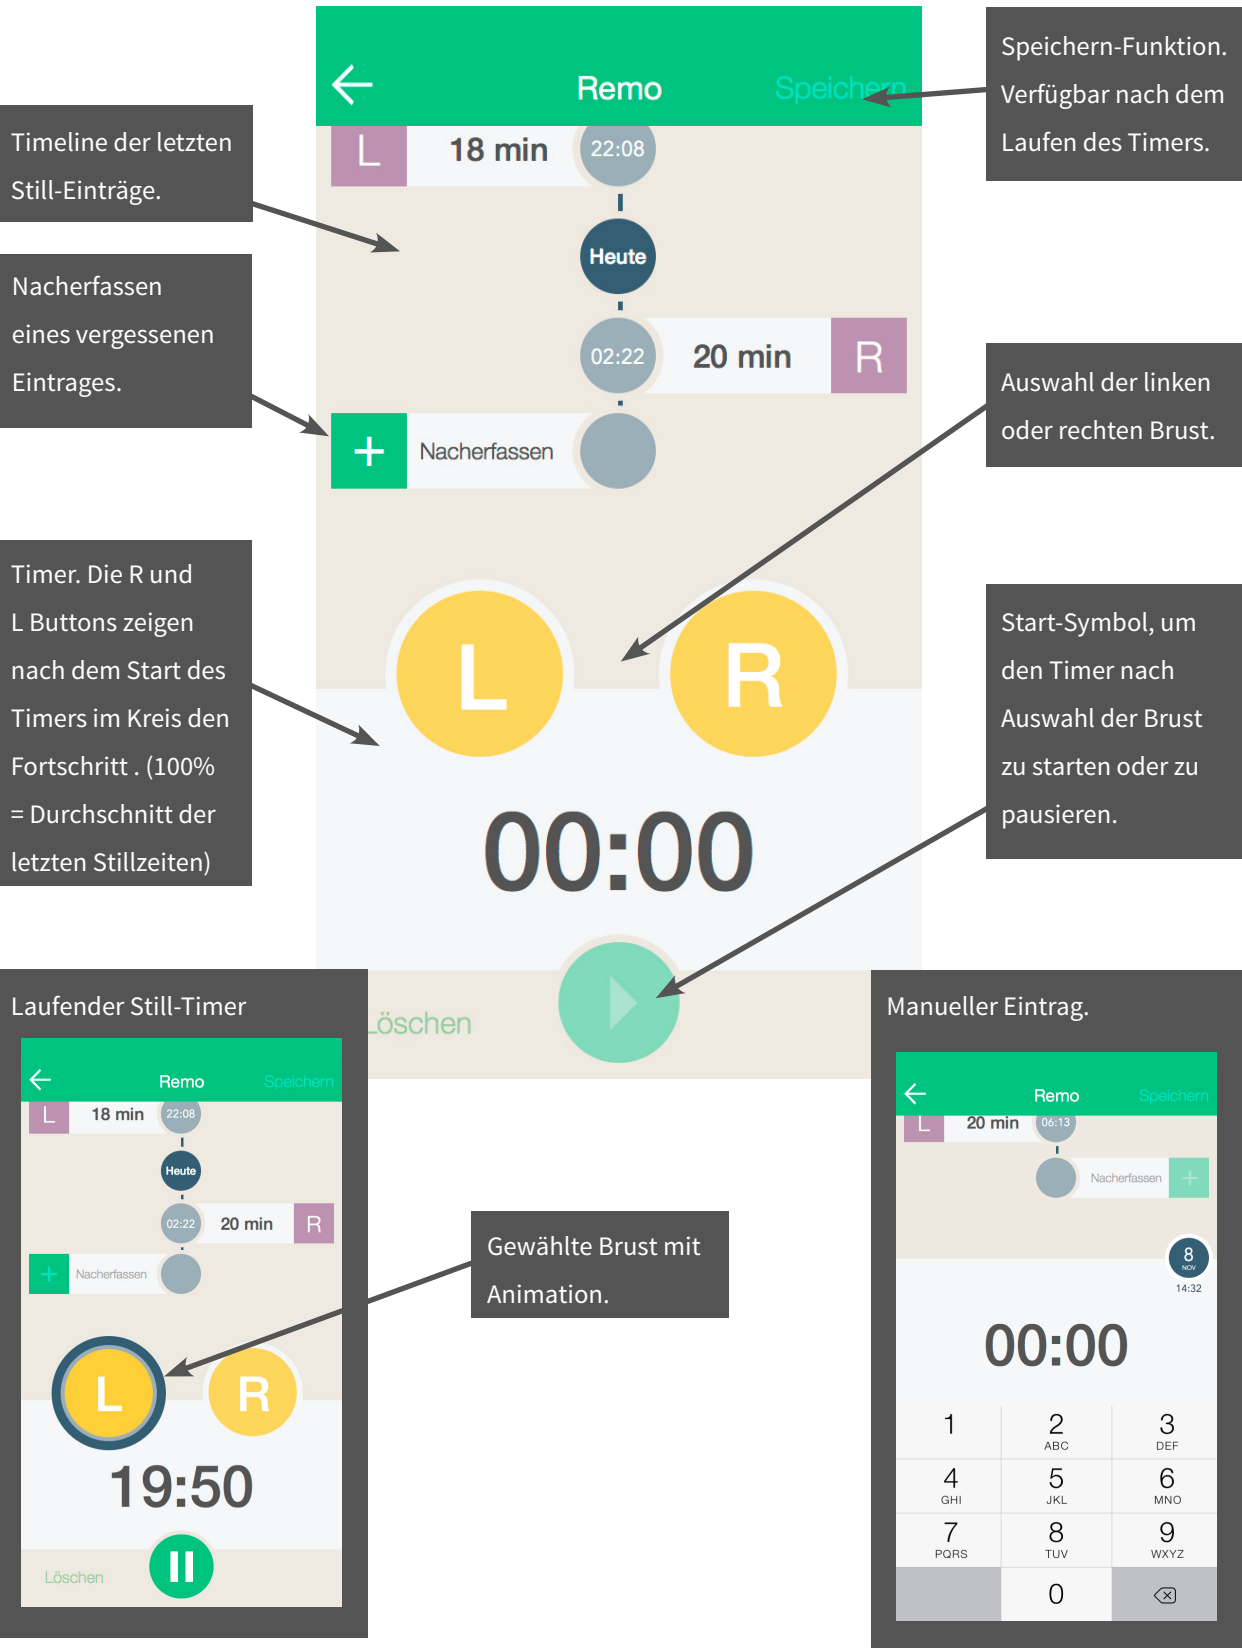 Remo
Speichern
L
18 min
22:08
Heute
02:22
20 min
R
+
Nacherfassen
L
R
00:00
Löschen
Timeline der letzten
Still-Einträge.
Nacherfassen
eines vergessenen
Eintrages.
Timer. Die R und
L Buttons zeigen
nach dem Start des
Timers im Kreis den
Fortschritt . (100%
= Durchschnitt der
letzten Stillzeiten)
Speichern-Funktion.
Verfügbar nach dem
Laufen des Timers.
Auswahl der linken
oder rechten Brust.
Start-Symbol, um
den Timer nach
Auswahl der Brust
zu starten oder zu
pausieren.
Laufender Still-Timer
Remo
Speichern
L
18 min
22:08
Heute
02:22
20 min
R
+
Nacherfassen
L
R
19:50
Löschen
Gewählte Brust mit
Animation.
Manueller Eintrag.
Remo
Speichern
L
20 min
06:13
Nacherfassen
+
8
NOV
14:32
00:00
1
2
ABC
3
DEF
4
GHI
5
JKL
6
MNO
7
PQRS
8
TUV
9
WXYZ
0